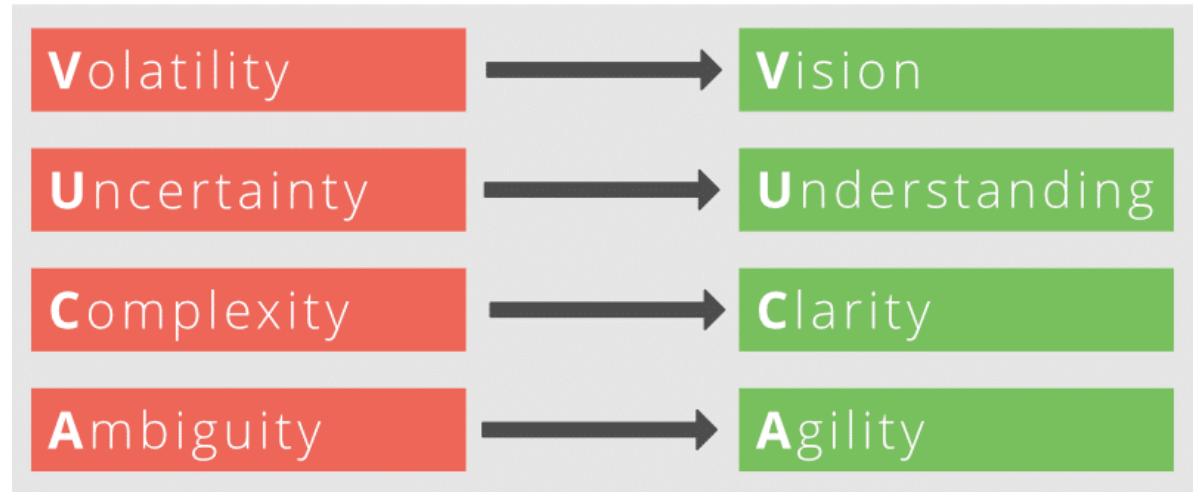 Volatility
Vision
Uncertainty
Understanding
Complexity
Clarity
Ambiguity
Agility